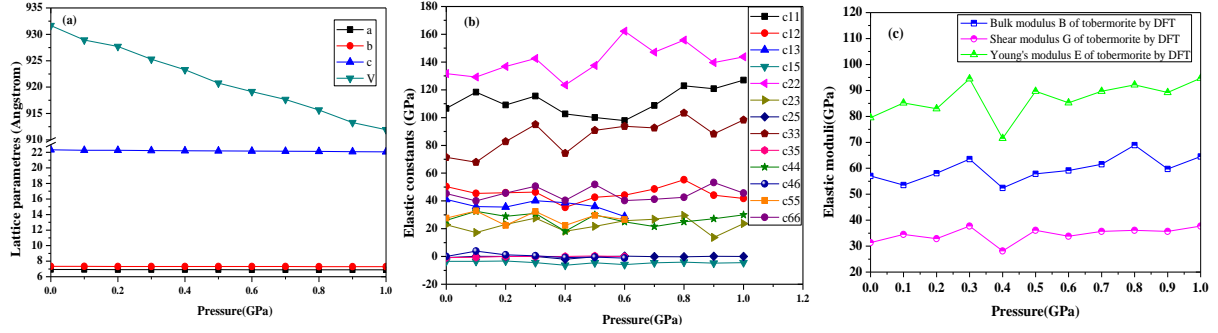 (a)
a
b
c
V
935
930
925
920
915
910
22
20
18
16
14
12
10
8
6
0.0 0.2 0.4 0.6 0.8 1.0
Lattice parametres (Angstrom)
Pressure(GPa)
(b)
c11
c12
c13
c15
c22
c23
c25
c33
c35
c44
c46
c55
c66
180
160
140
120
100
80
60
40
20
0
-20
0.0 0.2 0.4 0.6 0.8 1.0 1.2
Elastic constants (GPa)
Pressure(GPa)
(c)
Bulk modulus B of tobermorite by DFT
Shear modulus G of tobermorite by DFT
Young's modulus E of tobermorite by DFT
120
110
100
90
80
70
60
50
40
30
20
0.0 0.1 0.2 0.3 0.4 0.5 0.6 0.7 0.8 0.9 1.0
Elastic moduli(GPa)
Pressure(GPa)